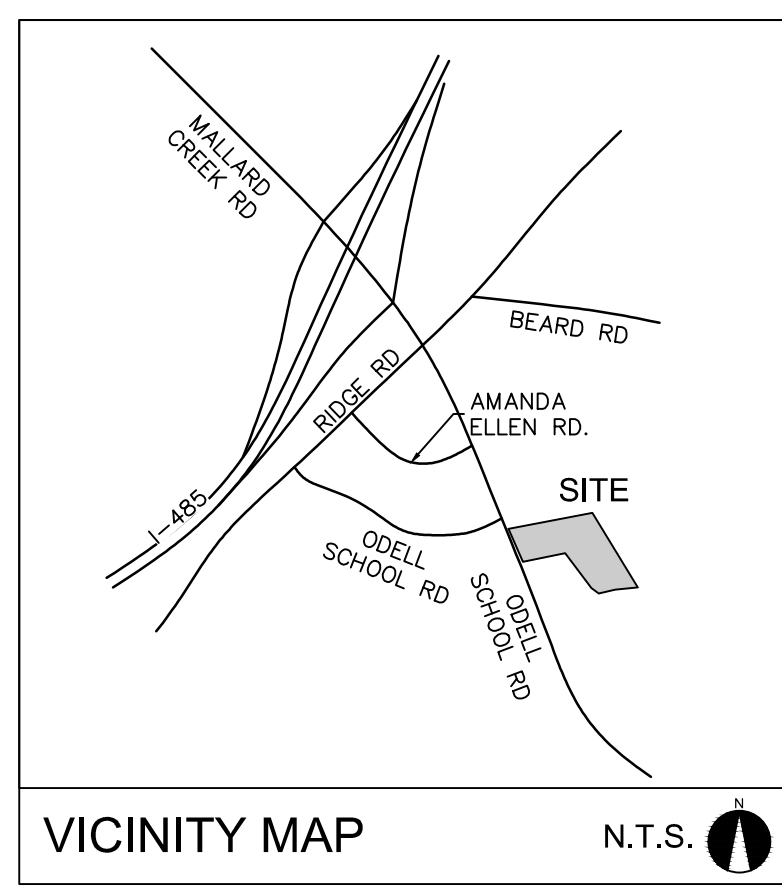 MALLARD
CREEK RD
BEARD RD
RIDGE RD
AMANDA
ELLEN RD.
SITE
I-485
ODELL
SCHOOL RD
ODELL
SCHOOL RD
VICINITY MAP
N.T.S.
N